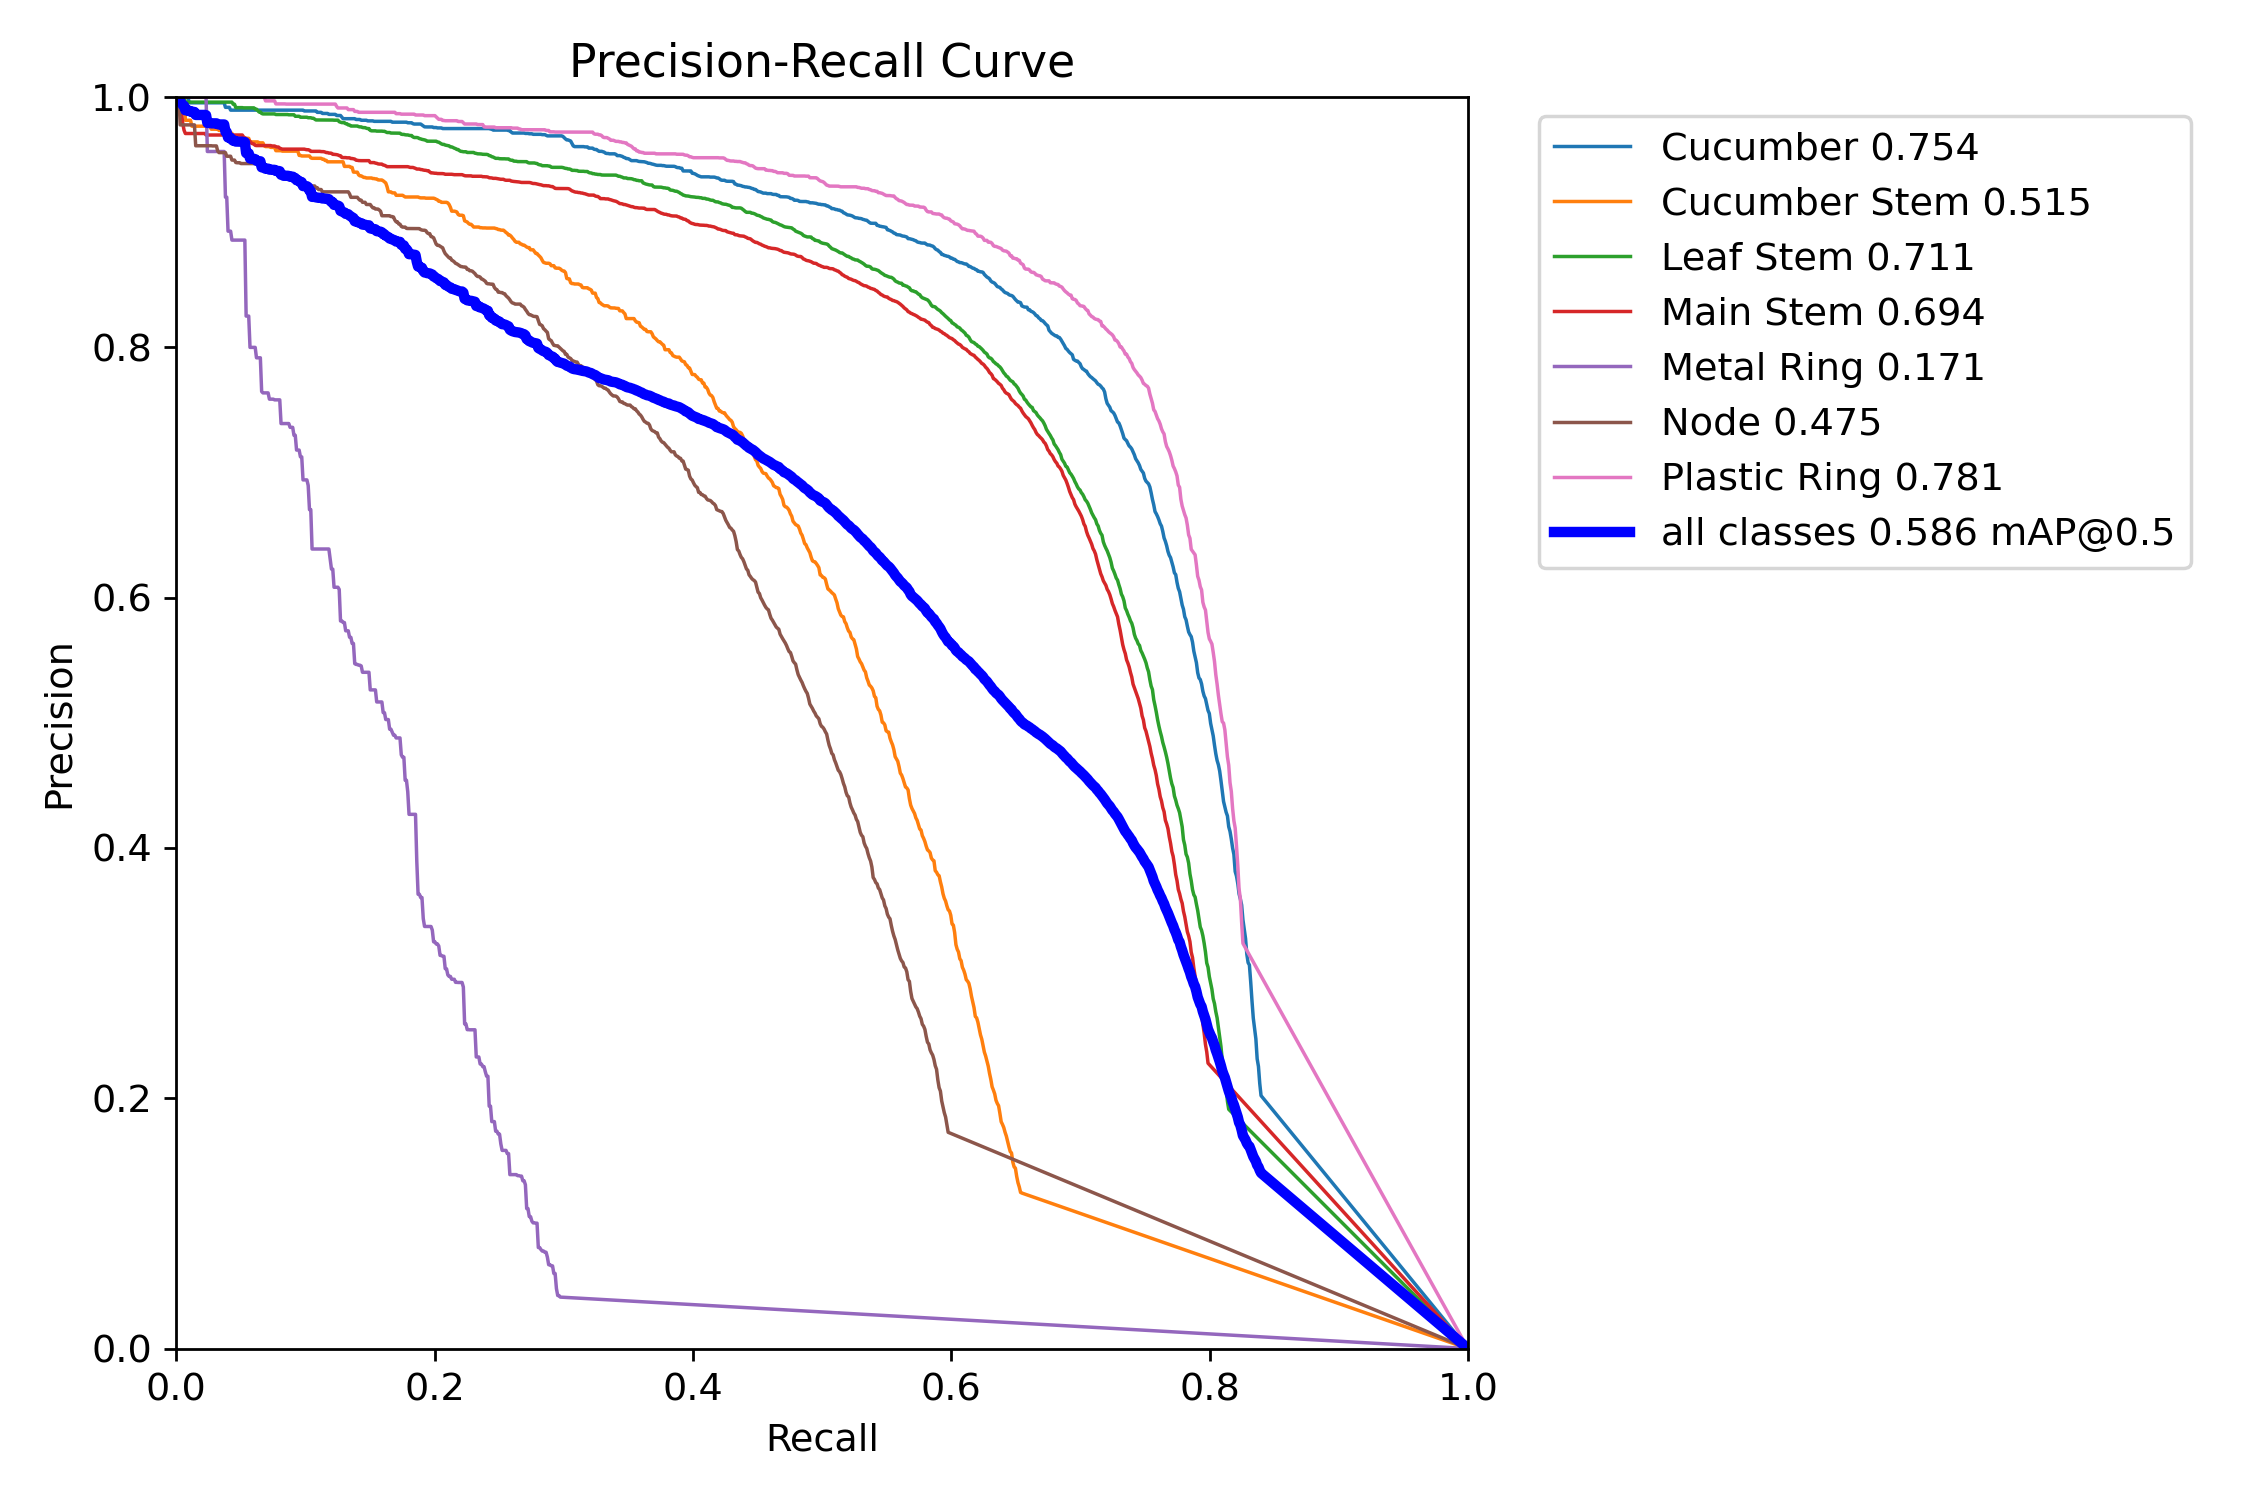 Precision-Recall Curve
1.0
0.8
0.6
0.4
0.2
0.0
Precision
0.0 0.2 0.4 0.6 0.8 1.0
Recall
Cucumber 0.754
Cucumber Stem 0.515
Leaf Stem 0.711
Main Stem 0.694
Metal Ring 0.171
Node 0.475
Plastic Ring 0.781
all classes 0.586 mAP@0.5